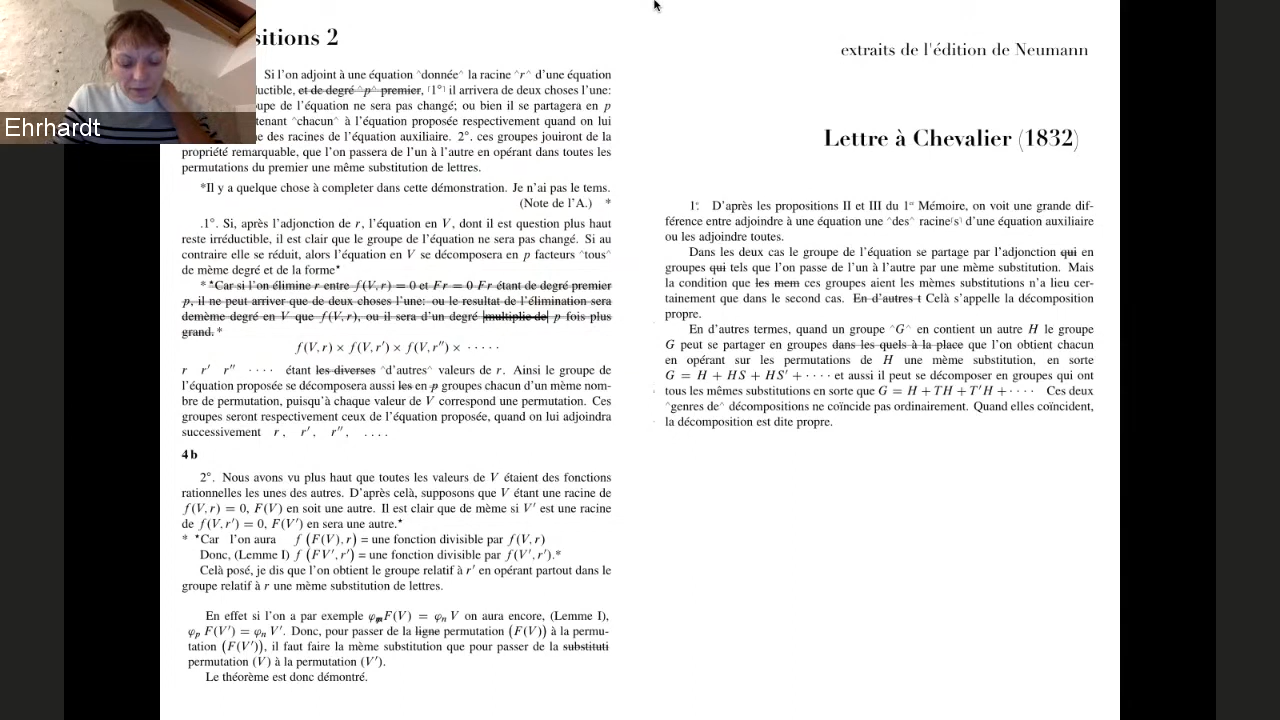 sitions 2
Si l'on adjoint à une équation ^donnée^ la racine ^r^ d'une équation
uctible, et de degré ^p^ premier, ⌈1°⌉ il arrivera de deux choses l'une:
upe de l'équation ne sera pas changé; ou bien il se partagera en p
tenant ^chacun^ à l'équation proposée respectivement quand on lui
ne des racines de l'équation auxiliaire. 2°. ces groupes jouiront de la
propriété remarquable, que l'on passera de l'un à l'autre en opérant dans toutes les
permutations du premier une même substitution de lettres.
*Il y a quelque chose à completer dans cette démonstration. Je n'ai pas le tems.
(Note de l'A.) *
.1°. Si, après l'adjonction de r, l'équation en V, dont il est question plus haut
reste irréductible, il est clair que le groupe de l'équation ne sera pas changé. Si au
contraire elle se réduit, alors l'équation en V se décomposera en p facteurs ^tous^
de mème degré et de la forme*
* *Car si l'on élimine r entre f(V, r) = 0 et Fr = 0 Fr étant de degré premier
p, il ne peut arriver que de deux choses l'une: ou le resultat de l'élimination sera
demème degré en V que f(V, r), ou il sera d'un degré multiplie de p fois plus
grand. *
f(V, r) × f(V, r′) × f(V, r″) × · · · · ·
r r′ r″ · · · · étant les diverses ^d'autres^ valeurs de r. Ainsi le groupe de
l'équation proposée se décomposera aussi les en p groupes chacun d'un mème nom-
bre de permutation, puisqu'à chaque valeur de V correspond une permutation. Ces
groupes seront respectivement ceux de l'équation proposée, quand on lui adjoindra
successivement r, r′, r″, . . . .
4 b
2°. Nous avons vu plus haut que toutes les valeurs de V étaient des fonctions
rationnelles les unes des autres. D'après celà, supposons que V étant une racine de
f(V, r) = 0, F(V) en soit une autre. Il est clair que de mème si V′ est une racine
de f(V, r′) = 0, F(V′) en sera une autre.*
* *Car l'on aura f (F(V), r) = une fonction divisible par f(V, r)
Donc, (Lemme I) f (FV′, r′) = une fonction divisible par f(V′, r′).*
Celà posé, je dis que l'on obtient le groupe relatif à r′ en opérant partout dans le
groupe relatif à r une mème substitution de lettres.
En effet si l'on a par exemple φ F(V) = φn V on aura encore, (Lemme I),
φp F(V′) = φn V′. Donc, pour passer de la ligne permutation (F(V)) à la permu-
tation (F(V′)), il faut faire la mème substitution que pour passer de la substituti
permutation (V) à la permutation (V′).
Le théorème est donc démontré.
extraits de l'édition de Neumann
Lettre à Chevalier (1832)
1° D'après les propositions II et III du 1er Mémoire, on voit une grande dif-
férence entre adjoindre à une équation une ^des^ racine⟨s⟩ d'une équation auxiliaire
ou les adjoindre toutes.
Dans les deux cas le groupe de l'équation se partage par l'adjonction qui en
groupes qui tels que l'on passe de l'un à l'autre par une mème substitution. Mais
la condition que les mem ces groupes aient les mèmes substitutions n'a lieu cer-
tainement que dans le second cas. En d'autres t Celà s'appelle la décomposition
propre.
En d'autres termes, quand un groupe ^G^ en contient un autre H le groupe
G peut se partager en groupes dans les quels à la place que l'on obtient chacun
en opérant sur les permutations de H une mème substitution, en sorte
G = H + HS + HS′ + · · · · et aussi il peut se décomposer en groupes qui ont
tous les mêmes substitutions en sorte que G = H + TH + T′H + · · · · Ces deux
^genres de^ décompositions ne coïncide pas ordinairement. Quand elles coïncident,
la décomposition est dite propre.
Ehrhardt